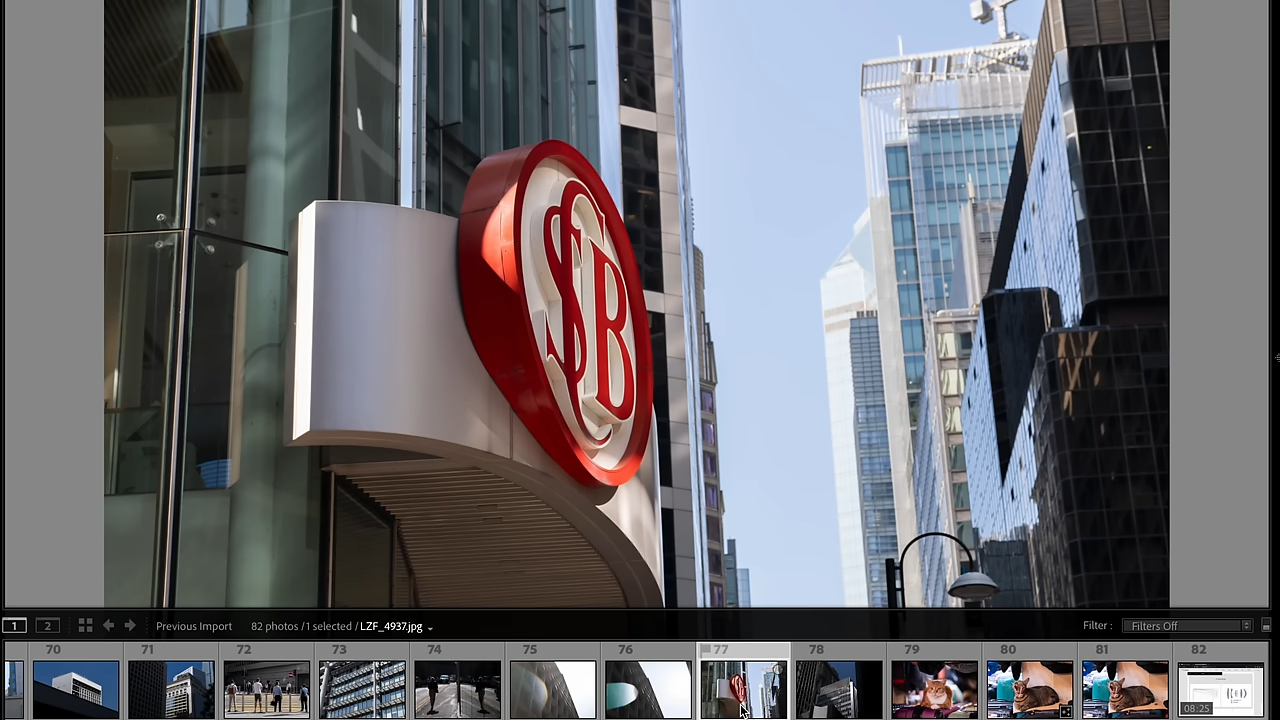 SB
1 2 Previous Import 82 photos /1 selected /LZF_4937.jpg Filter : Filters Off
70 71 72 73 74 75 76 77 78 79 80 81 82
08:25